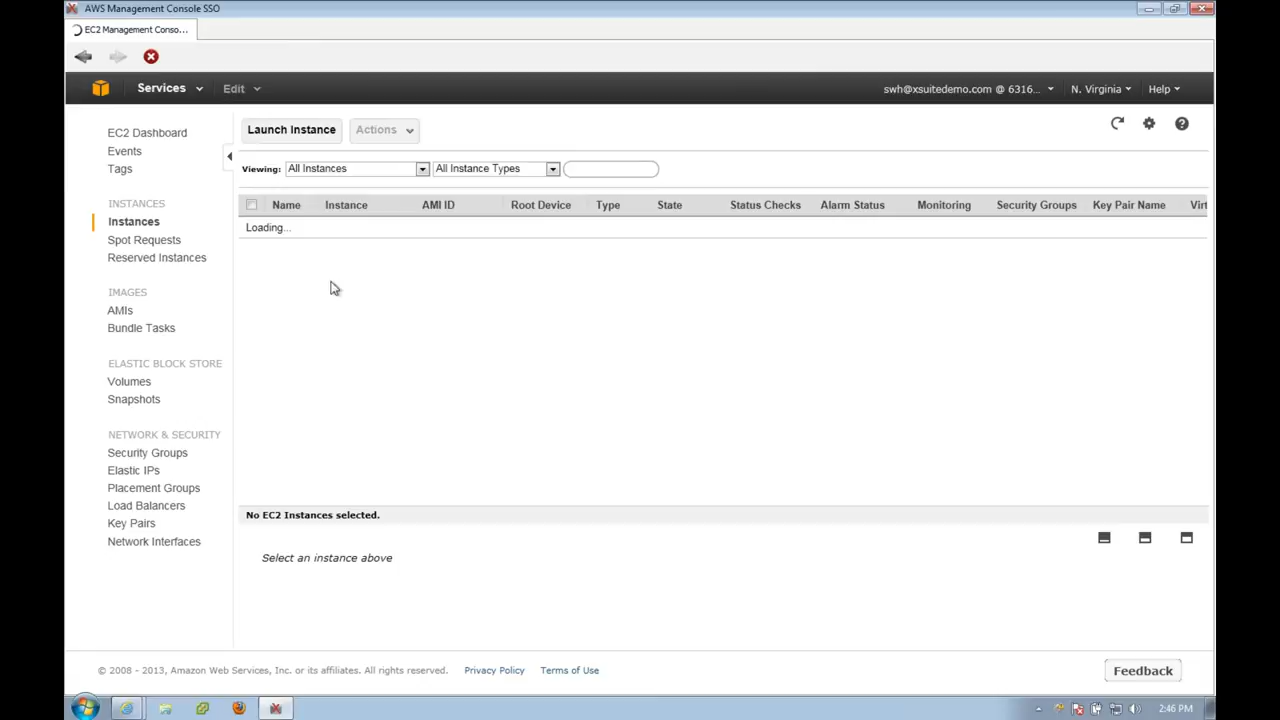 AWS Management Console SSO
EC2 Management Conso...
Services Edit swh@xsuitedemo.com @ 6316... N. Virginia Help
EC2 Dashboard
Events
Tags
INSTANCES
Instances
Spot Requests
Reserved Instances
IMAGES
AMIs
Bundle Tasks
ELASTIC BLOCK STORE
Volumes
Snapshots
NETWORK & SECURITY
Security Groups
Elastic IPs
Placement Groups
Load Balancers
Key Pairs
Network Interfaces
Launch Instance Actions
Viewing: All Instances All Instance Types
Name Instance AMI ID Root Device Type State Status Checks Alarm Status Monitoring Security Groups Key Pair Name Virt
Loading...
No EC2 Instances selected.
Select an instance above
© 2008 - 2013, Amazon Web Services, Inc. or its affiliates. All rights reserved. Privacy Policy Terms of Use Feedback
2:46 PM